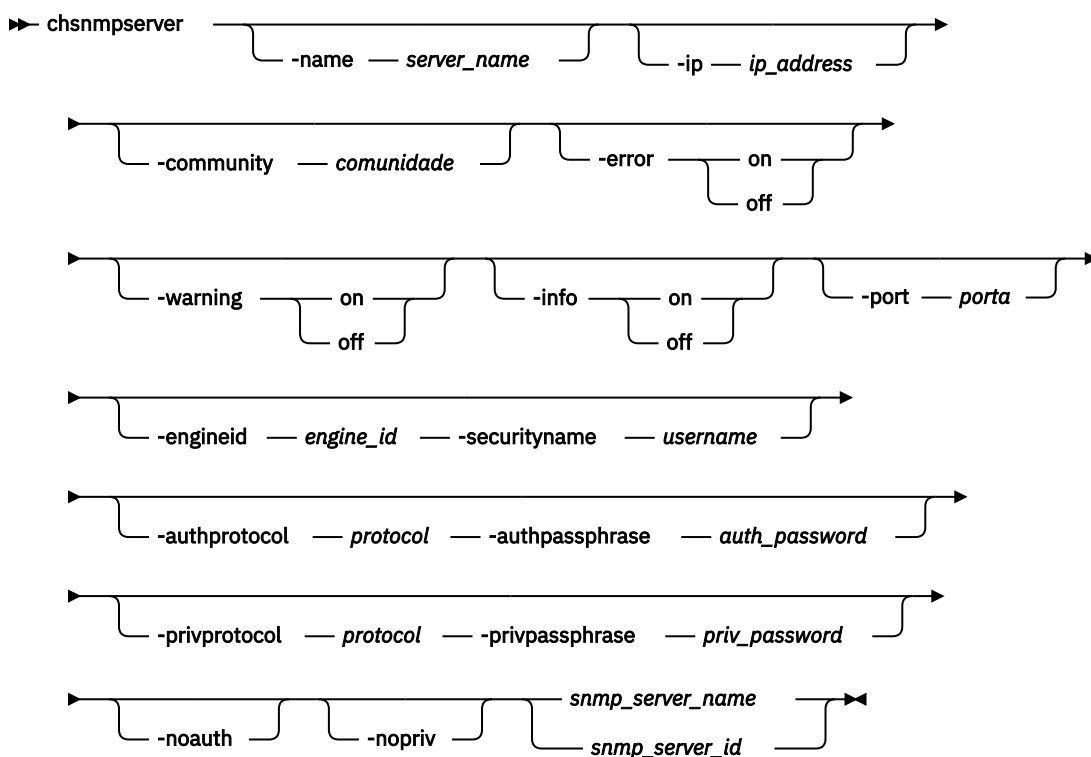 chsnmpserver
-name server_name -ip ip_address
-community comunidade -error on
off
-warning on -info on -port porta
off off
-engineid engine_id -securityname username
-authprotocol protocol -authpassphrase auth_password
-privprotocol protocol -privpassphrase priv_password
snmp_server_name
-noauth -nopriv snmp_server_id